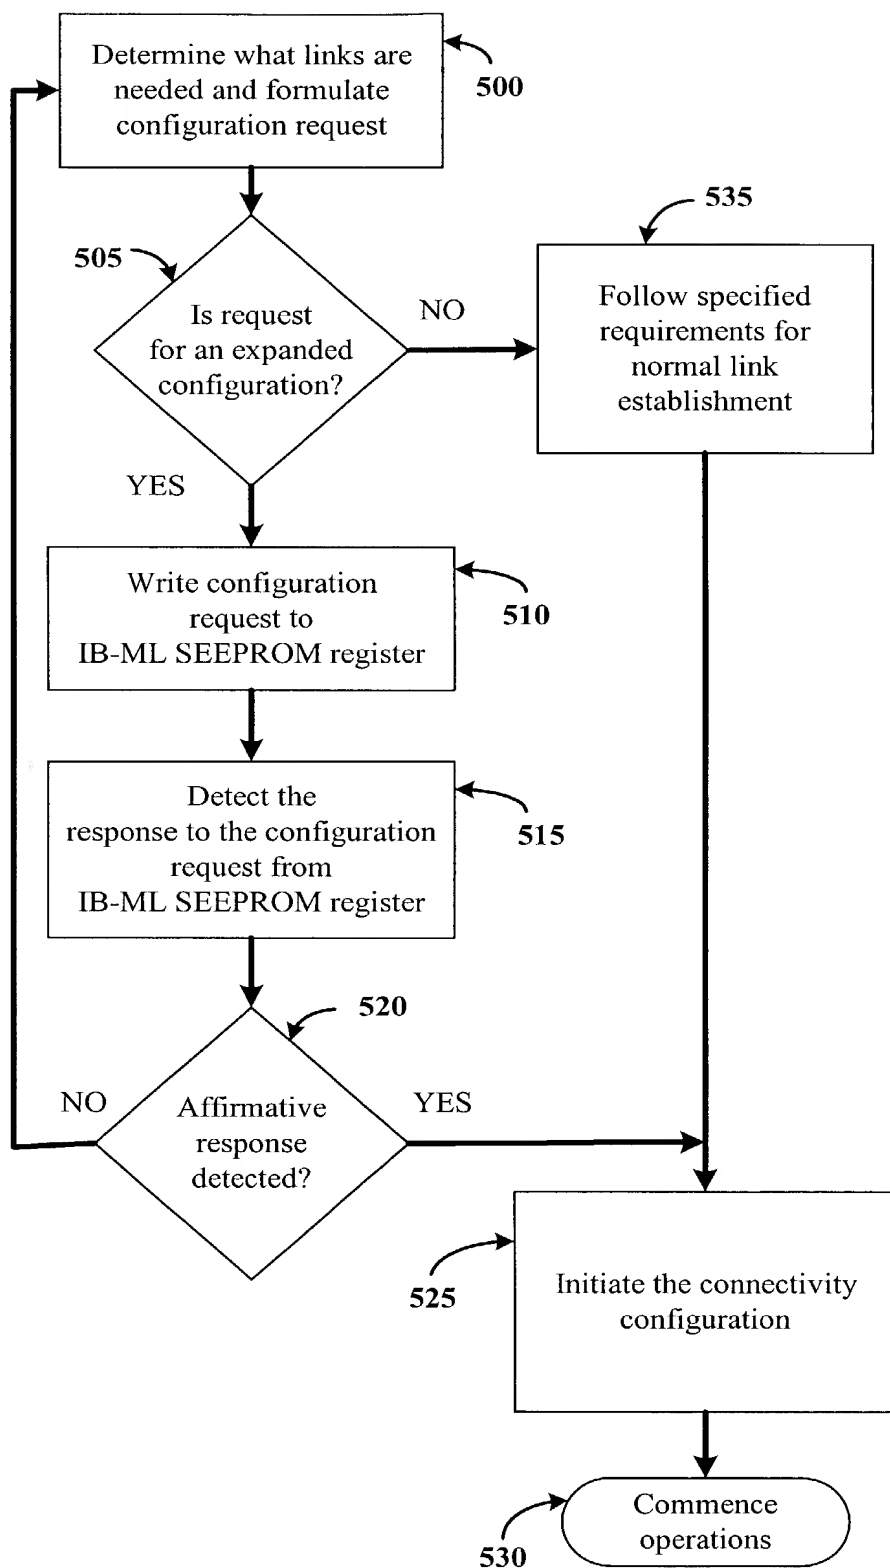 Determine what links are
needed and formulate
configuration request
500
535
505
Is request
for an expanded
configuration?
NO
Follow specified
requirements for
normal link
establishment
YES
Write configuration
request to
IB-ML SEEPROM register
510
Detect the
response to the configuration
request from
IB-ML SEEPROM register
515
520
NO
Affirmative
response
detected?
YES
525
Initiate the connectivity
configuration
Commence
operations
530